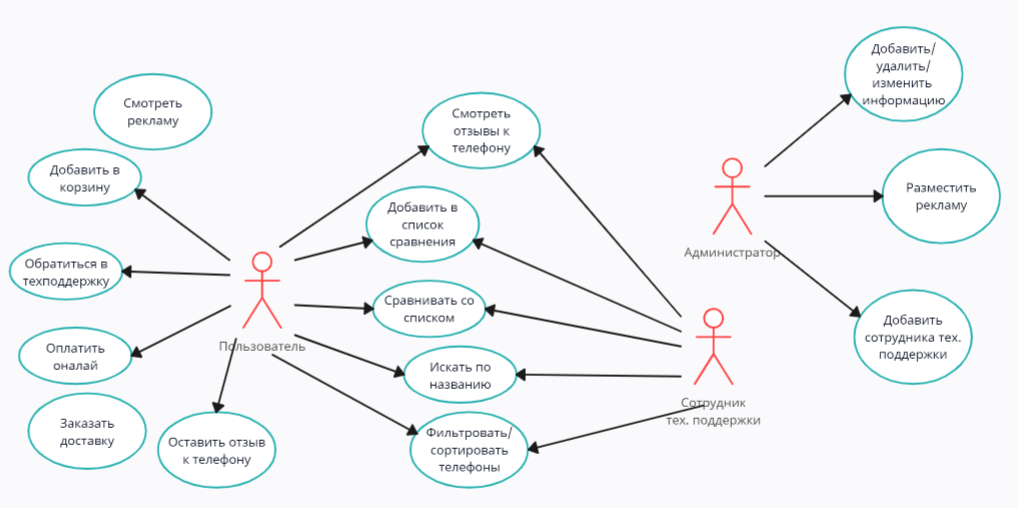 Смотреть
рекламу
Добавить в
корзину
Обратиться в
техподдержку
Оплатить
оналай
Заказать
доставку
Оставить отзыв
к телефону
Пользователь
Смотреть
отзывы к
телефону
Добавить в
список
сравнения
Сравнивать со
списком
Искать по
названию
Фильтровать/
сортировать
телефоны
Администратор
Сотрудник
тех. поддержки
Добавить/
удалить/
изменить
информацию
Разместить
рекламу
Добавить
сотрудника тех.
поддержки